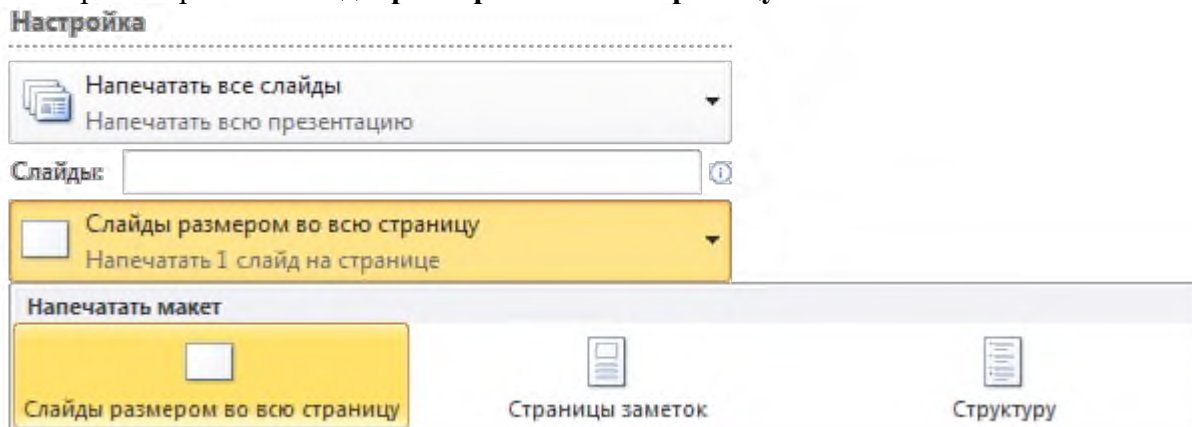 Настройка
Напечатать все слайды
Напечатать всю презентацию
Слайды:
Слайды размером во всю страницу
Напечатать 1 слайд на странице
Напечатать макет
Слайды размером во всю страницу Страницы заметок Структуру